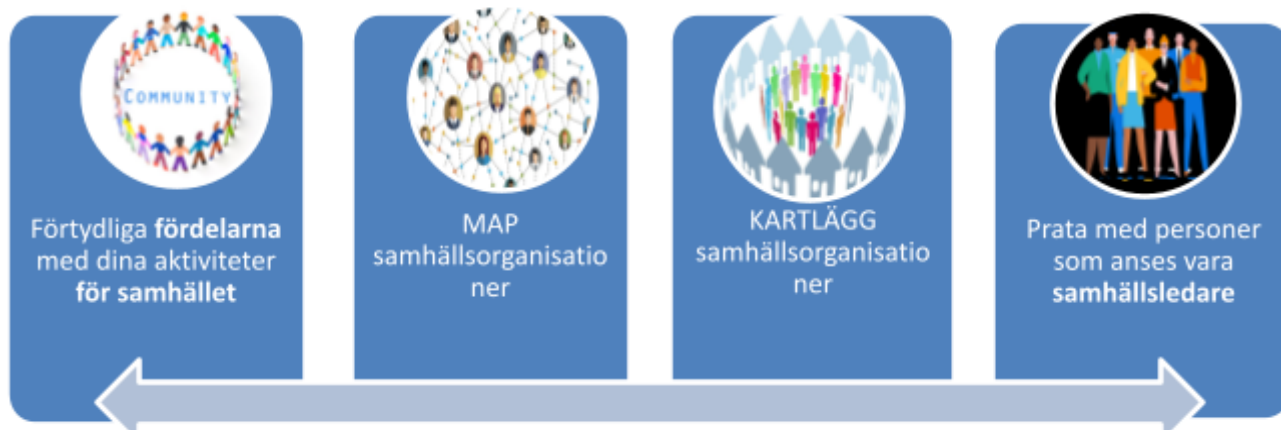 COMMUNITY
Förtydliga fördelarna
med dina aktiviteter
för samhället
MAP
samhällsorganisatio
ner
KARTLÄGG
samhällsorganisatio
ner
Prata med personer
som anses vara
samhällsledare